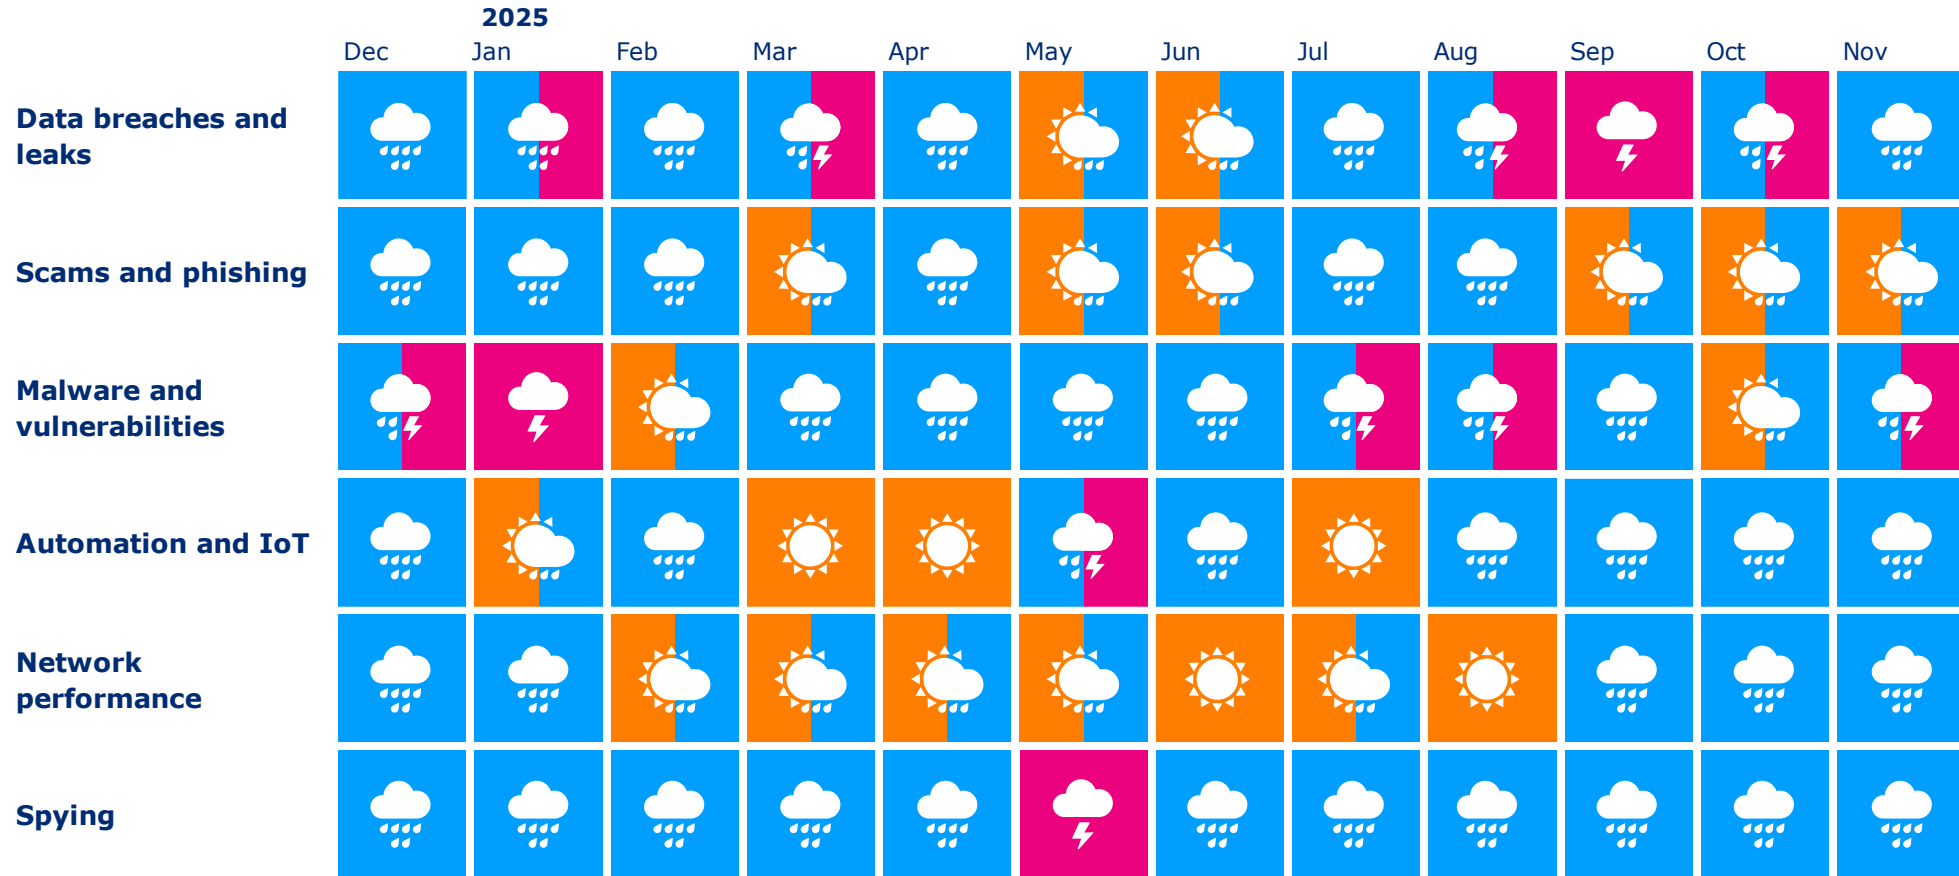 2025
Dec Jan Feb Mar Apr May Jun Jul Aug Sep Oct Nov
Data breaches and
leaks
Scams and phishing
Malware and
vulnerabilities
Automation and IoT
Network
performance
Spying